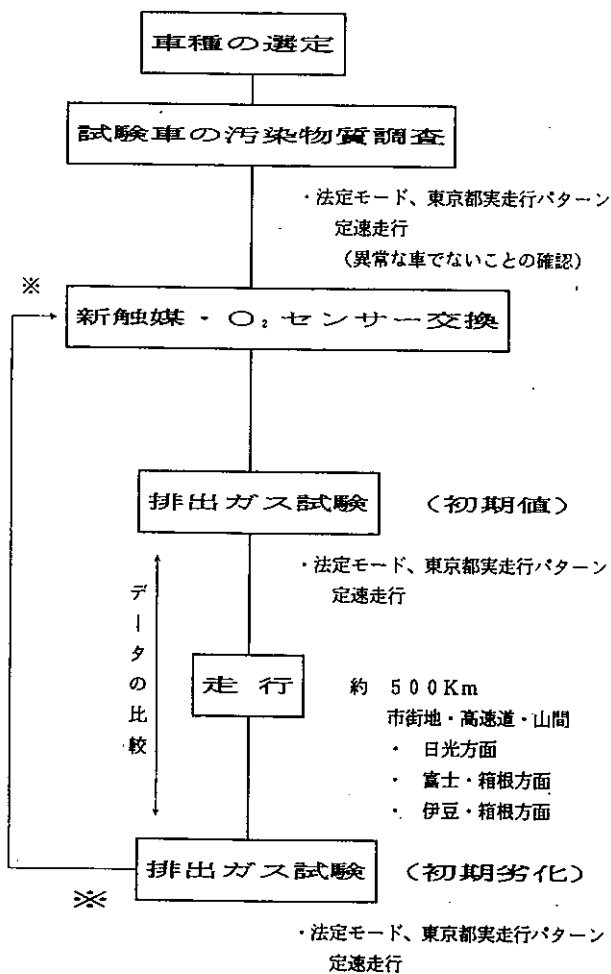 車種の選定
試験車の汚染物質調査
・法定モード、東京都実走行パターン
定速走行
(異常な車でないことの確認)
※
新触媒・O₂センサー交換
排出ガス試験 (初期値)
・法定モード、東京都実走行パターン
定速走行
データの比較
走行 約 500Km
市街地・高速道・山間
・ 日光方面
・ 富士・箱根方面
・ 伊豆・箱根方面
排出ガス試験 (初期劣化)
※
・法定モード、東京都実走行パターン
定速走行